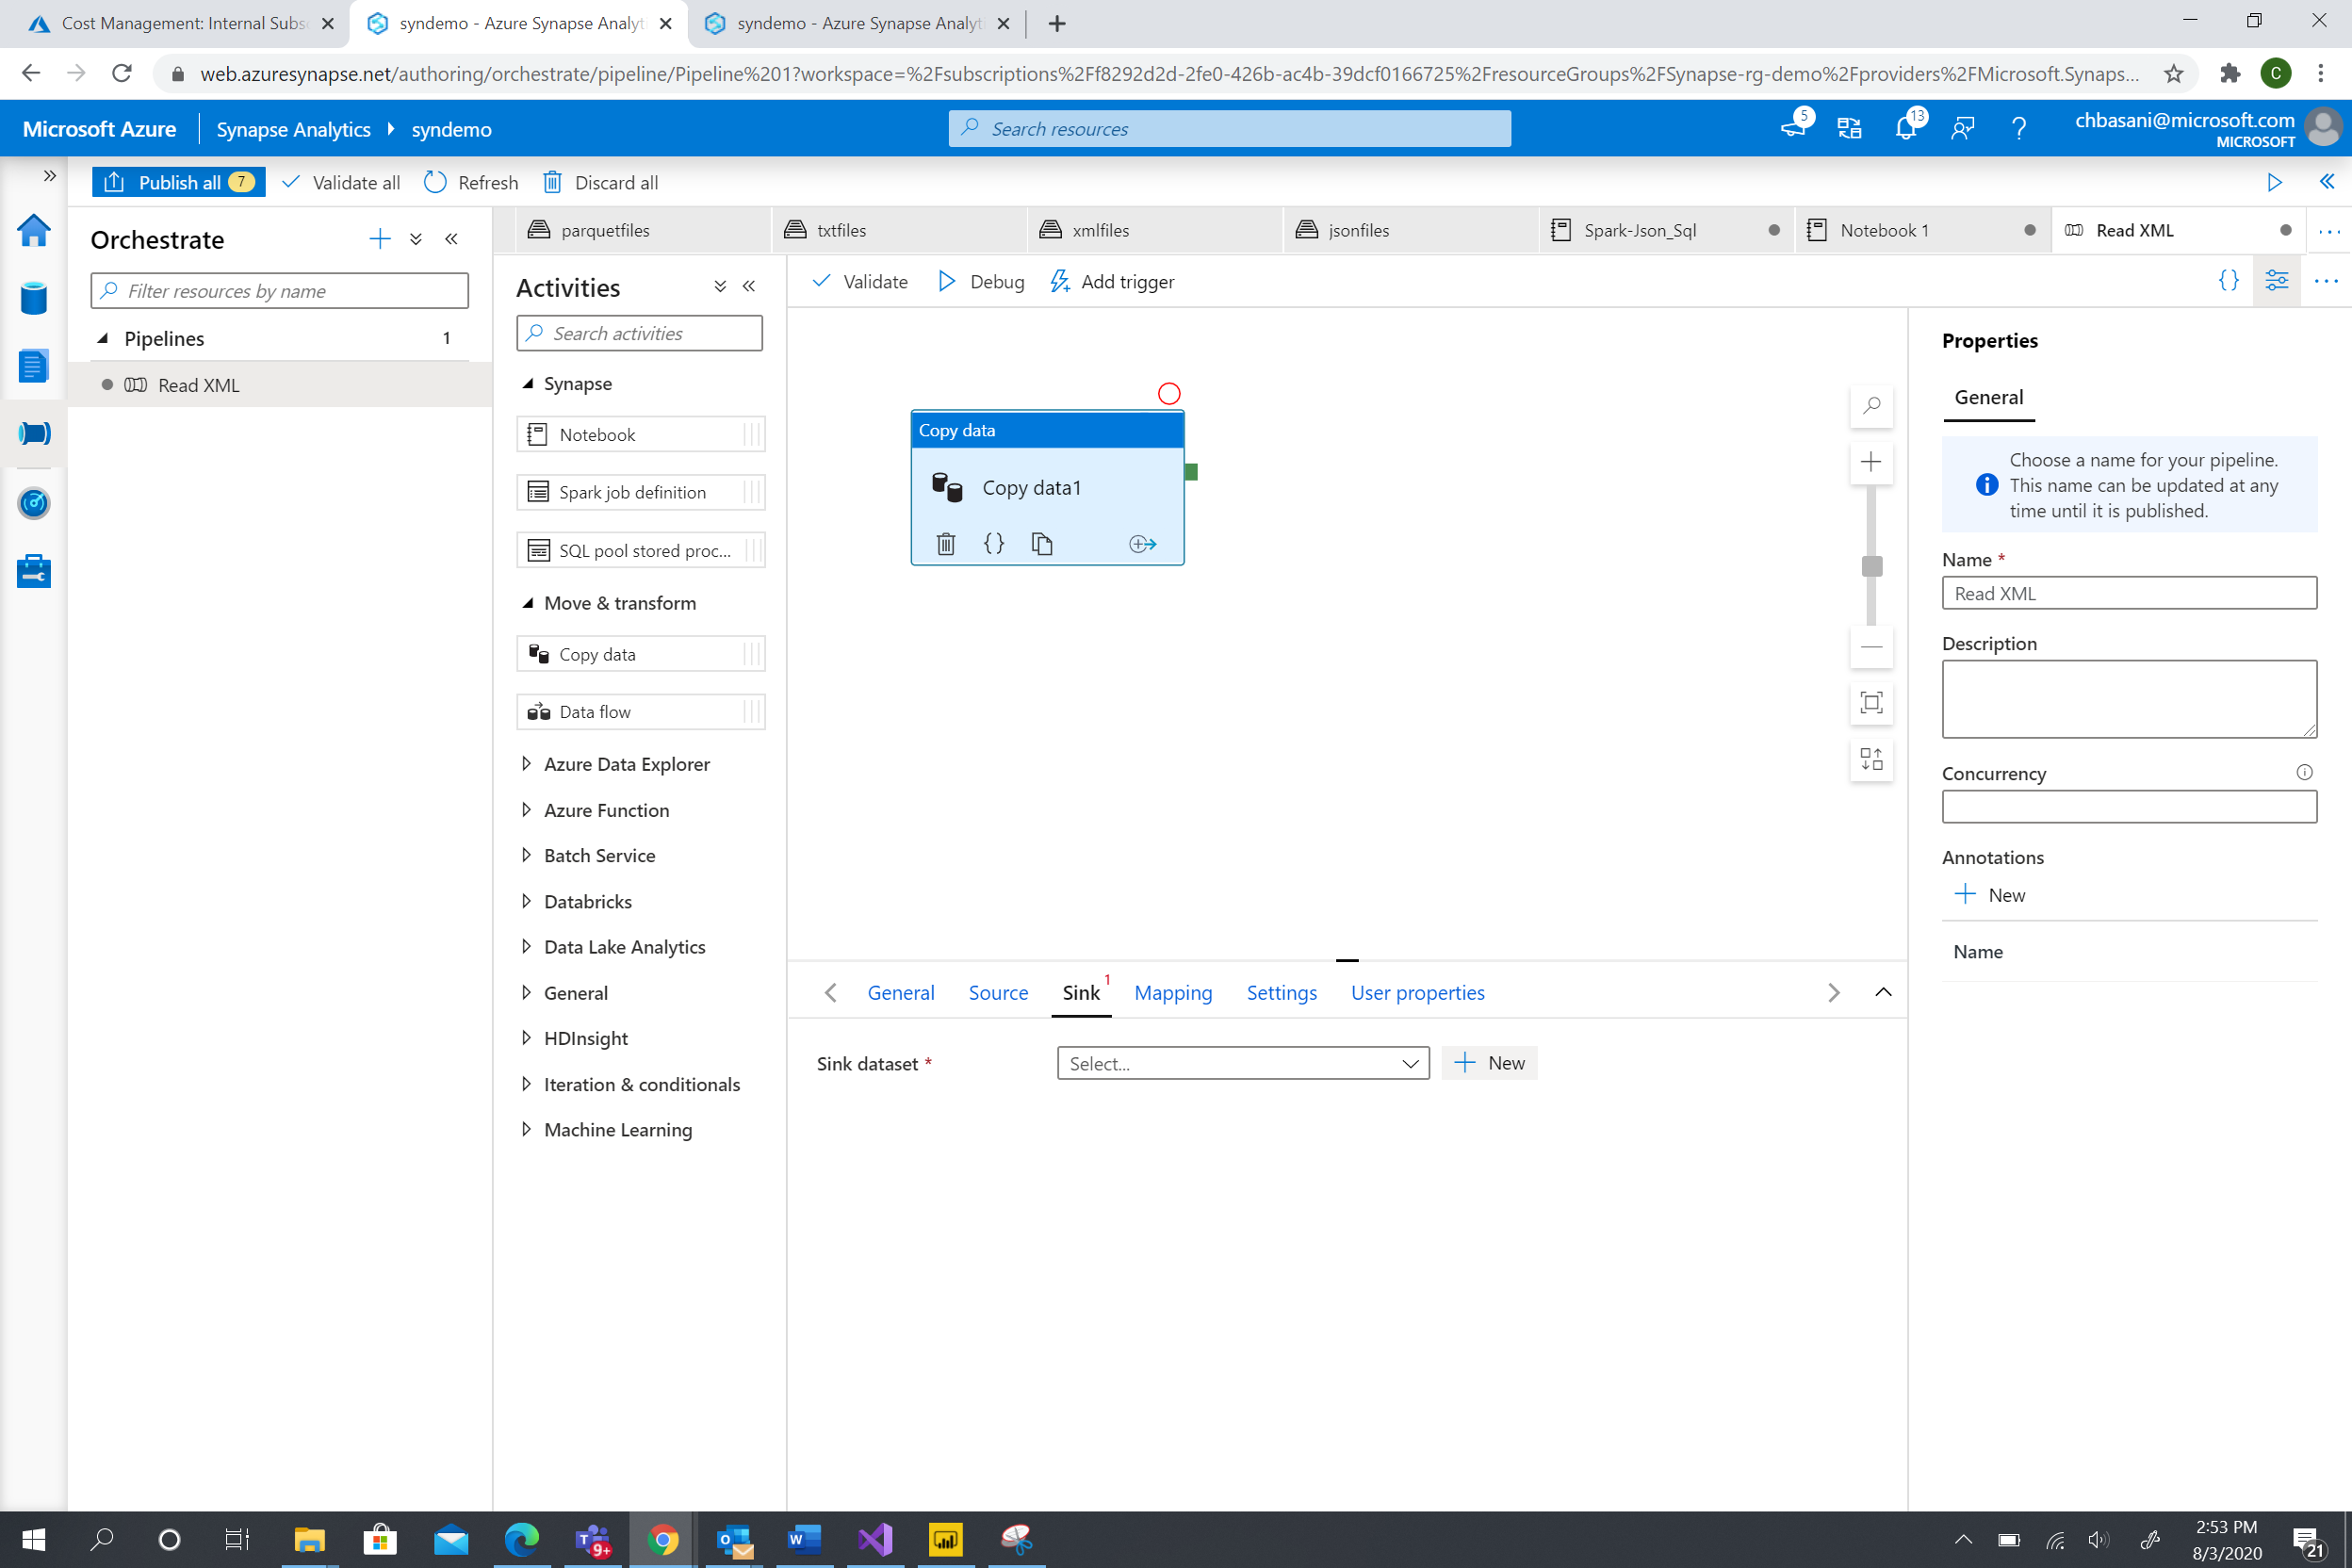 Cost Management: Internal Subs
syndemo - Azure Synapse Analyt
syndemo - Azure Synapse Analyt
web.azuresynapse.net/authoring/orchestrate/pipeline/Pipeline%201?workspace=%2Fsubscriptions%2Ff8292d2d-2fe0-426b-ac4b-39dcf0166725%2FresourceGroups%2FSynapse-rg-demo%2Fproviders%2FMicrosoft.Synaps...
C
Microsoft Azure
Synapse Analytics
syndemo
Search resources
5
13
?
chbasani@microsoft.com
MICROSOFT
Publish all 7
Validate all
Refresh
Discard all
Orchestrate
Filter resources by name
Pipelines 1
Read XML
parquetfiles
txtfiles
xmlfiles
jsonfiles
Spark-Json_Sql
Notebook 1
Read XML
Activities
Search activities
Synapse
Notebook
Spark job definition
SQL pool stored proc...
Move & transform
Copy data
Data flow
Azure Data Explorer
Azure Function
Batch Service
Databricks
Data Lake Analytics
General
HDInsight
Iteration & conditionals
Machine Learning
Validate
Debug
Add trigger
{}
Copy data
Copy data1
{}
General
Source
Sink 1
Mapping
Settings
User properties
Sink dataset *
Select...
New
Properties
General
Choose a name for your pipeline.
This name can be updated at any
time until it is published.
Name *
Read XML
Description
Concurrency
Annotations
New
Name
9+
2:53 PM
8/3/2020
21